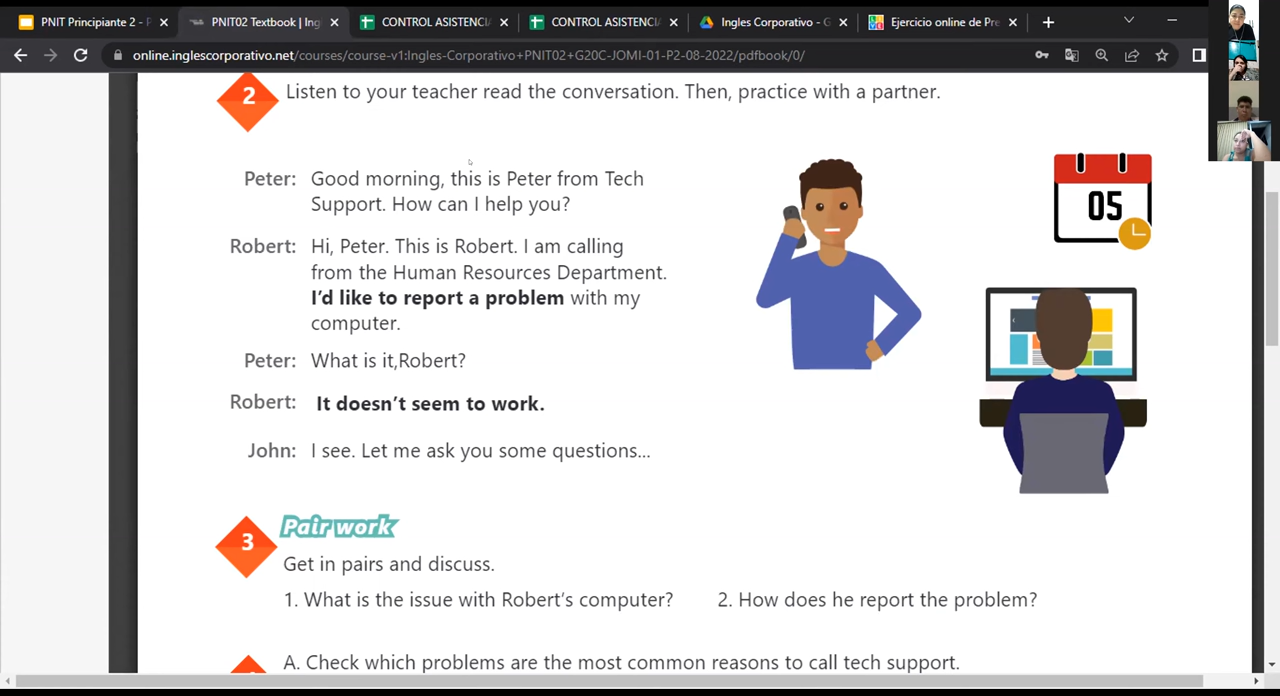 PNIT Principiante 2 - P
PNIT02 Textbook | Ing
CONTROL ASISTENCI
CONTROL ASISTENCI
Ingles Corporativo - G
Ejercicio online de Pre
online.inglescorporativo.net/courses/course-v1:Ingles-Corporativo+PNIT02+G20C-JOMI-01-P2-08-2022/pdfbook/0/
2 Listen to your teacher read the conversation. Then, practice with a partner.
Peter: Good morning, this is Peter from Tech
Support. How can I help you?
Robert: Hi, Peter. This is Robert. I am calling
from the Human Resources Department.
I'd like to report a problem with my
computer.
Peter: What is it,Robert?
Robert: It doesn't seem to work.
John: I see. Let me ask you some questions...
05
3 Pair work
Get in pairs and discuss.
1. What is the issue with Robert's computer? 2. How does he report the problem?
A. Check which problems are the most common reasons to call tech support.